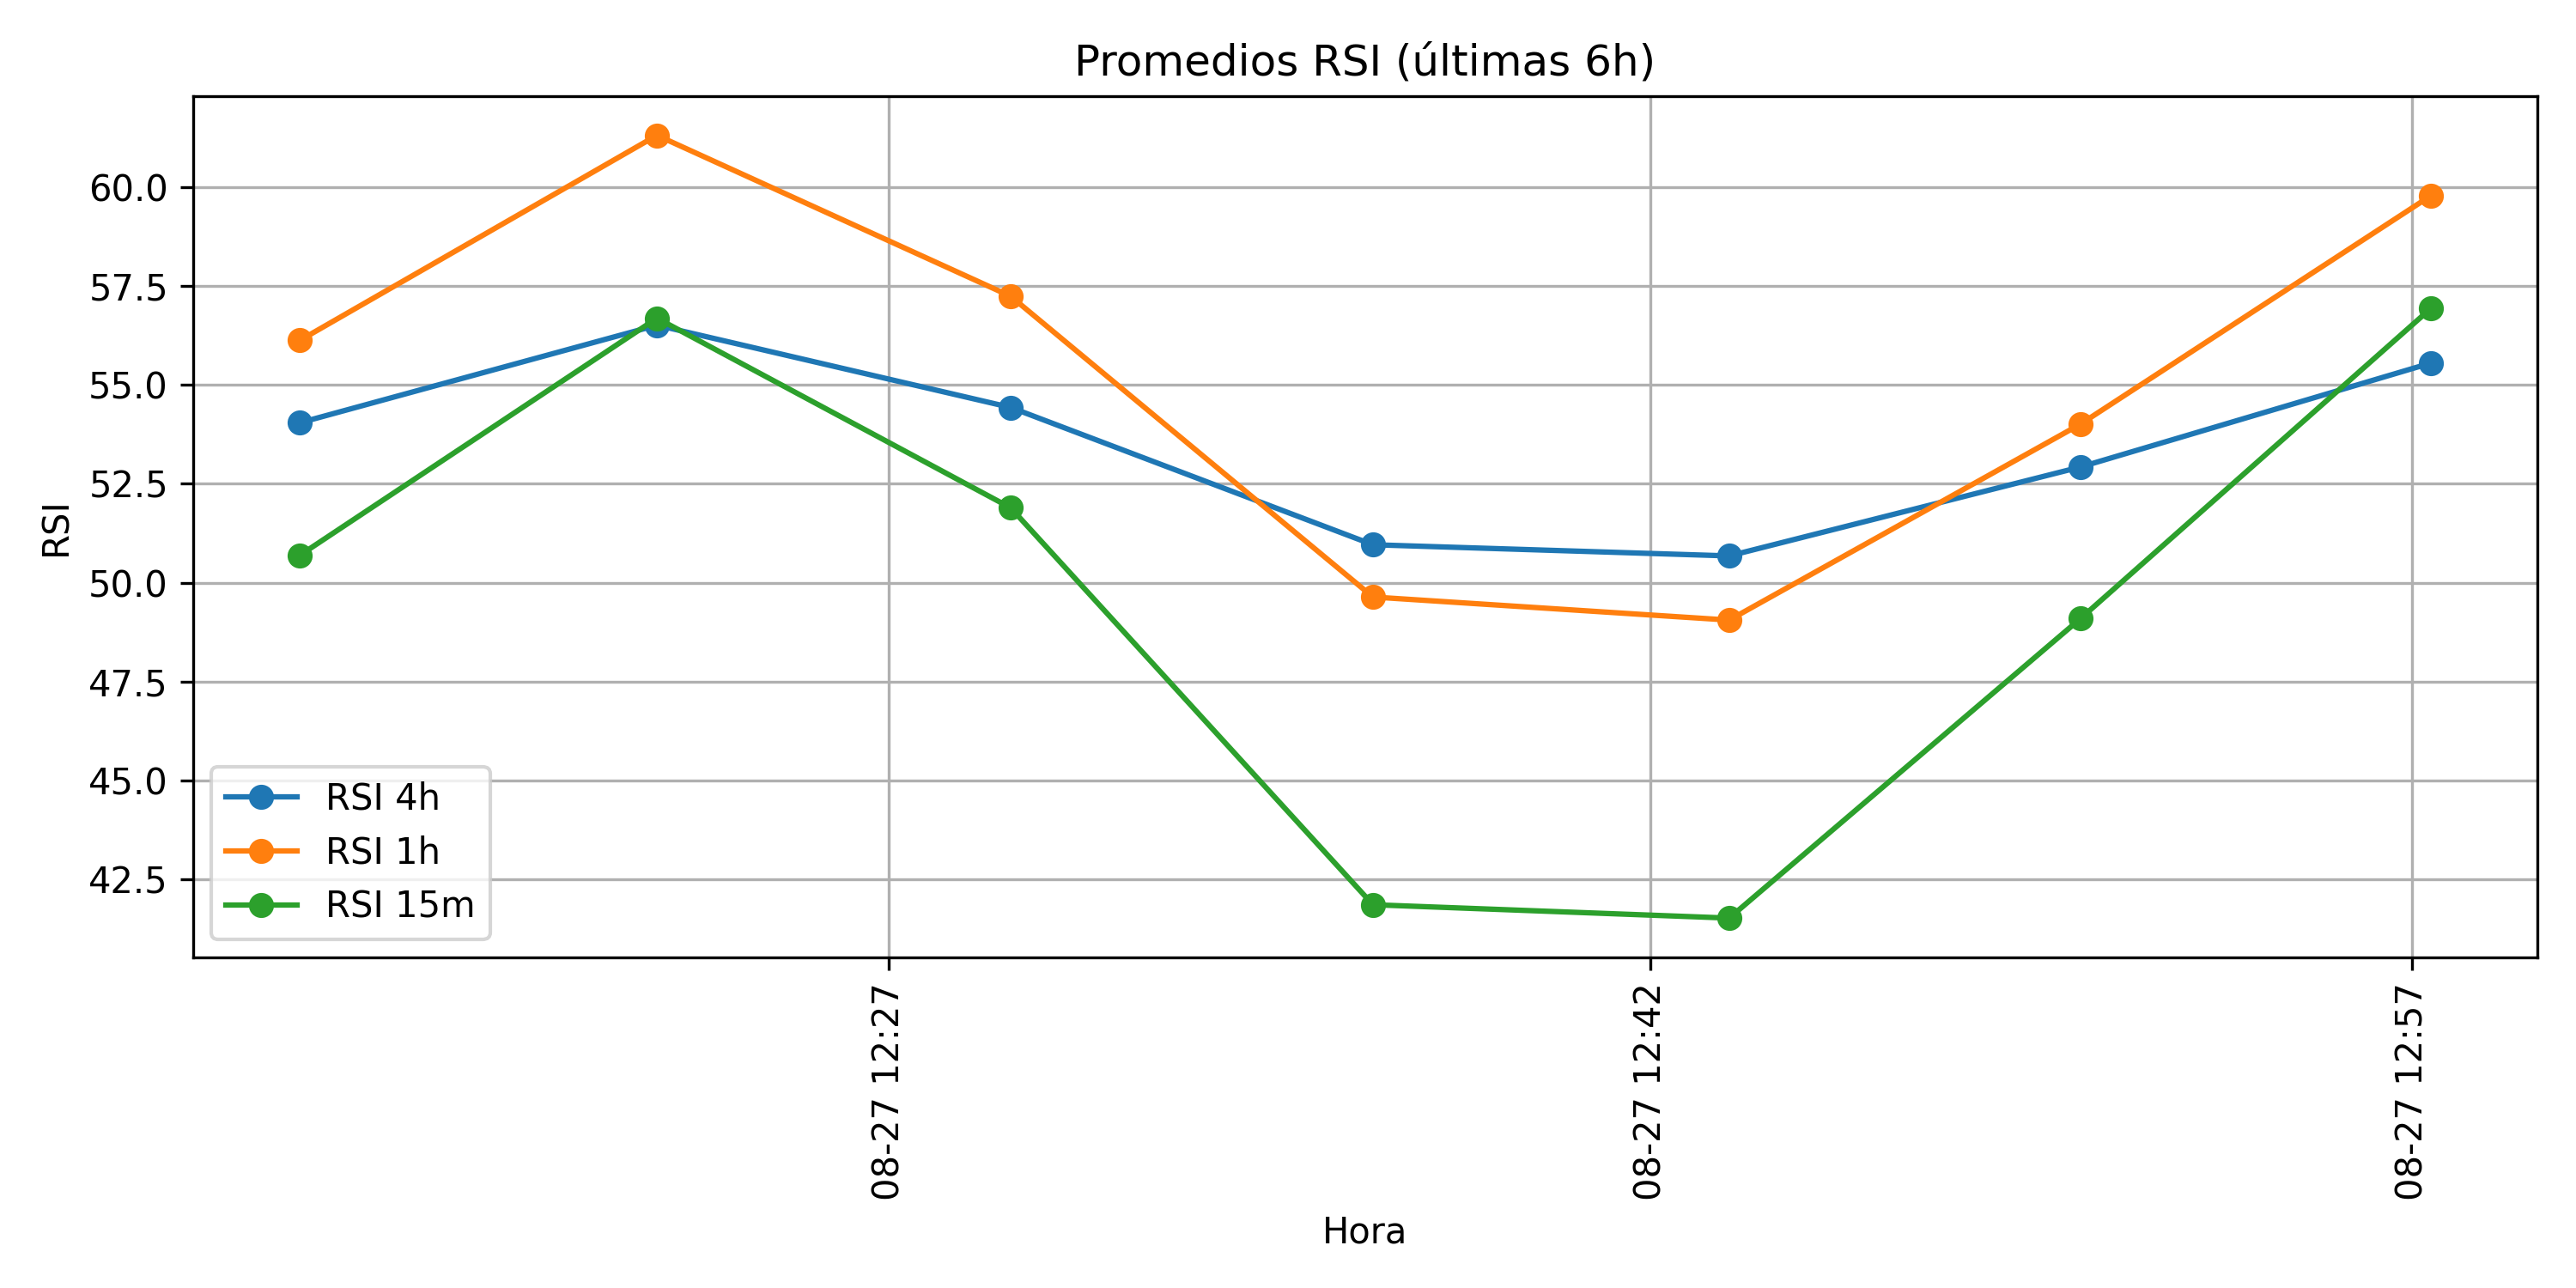 Promedios RSI (últimas 6h)
RSI
60.0
57.5
55.0
52.5
50.0
47.5
45.0
42.5
RSI 4h
RSI 1h
RSI 15m
08-27 12:27
08-27 12:42
08-27 12:57
Hora